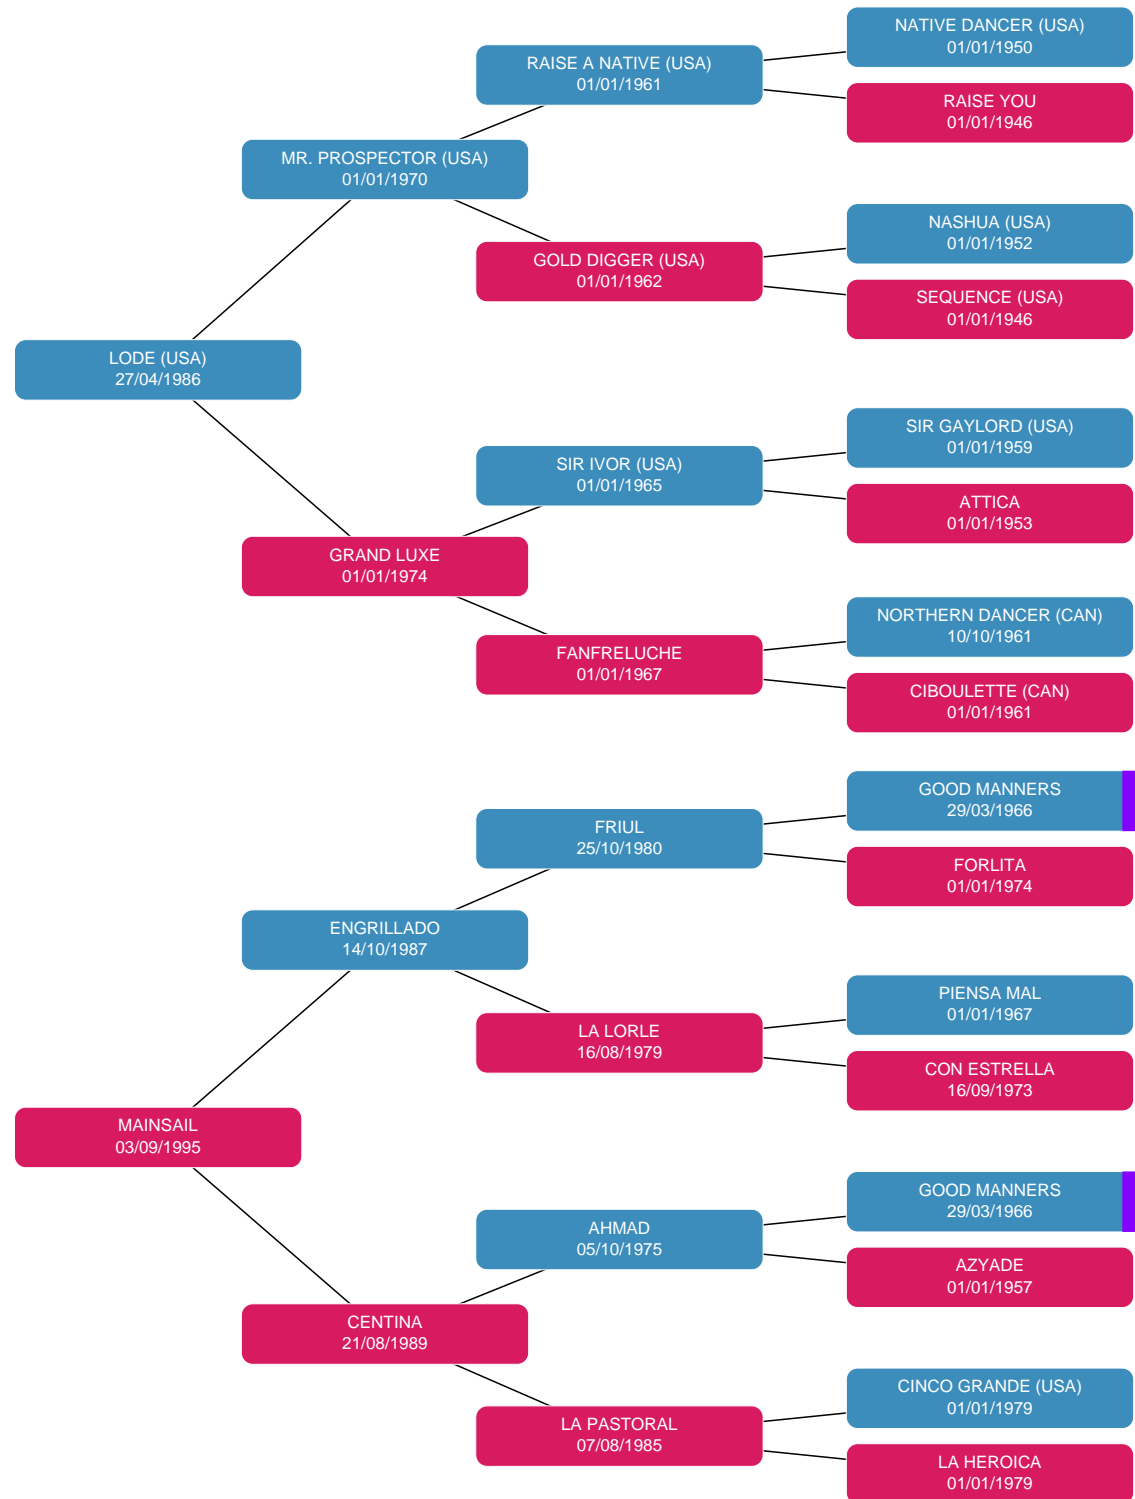 NATIVE DANCER (USA)
01/01/1950
RAISE A NATIVE (USA)
01/01/1961
RAISE YOU
01/01/1946
MR. PROSPECTOR (USA)
01/01/1970
NASHUA (USA)
01/01/1952
GOLD DIGGER (USA)
01/01/1962
SEQUENCE (USA)
01/01/1946
LODE (USA)
27/04/1986
SIR GAYLORD (USA)
01/01/1959
SIR IVOR (USA)
01/01/1965
ATTICA
01/01/1953
GRAND LUXE
01/01/1974
NORTHERN DANCER (CAN)
10/10/1961
FANFRELUCHE
01/01/1967
CIBOULETTE (CAN)
01/01/1961
GOOD MANNERS
29/03/1966
FRIUL
25/10/1980
FORLITA
01/01/1974
ENGRILLADO
14/10/1987
PIENSA MAL
01/01/1967
LA LORLE
16/08/1979
CON ESTRELLA
16/09/1973
MAINSAIL
03/09/1995
GOOD MANNERS
29/03/1966
AHMAD
05/10/1975
AZYADE
01/01/1957
CENTINA
21/08/1989
CINCO GRANDE (USA)
01/01/1979
LA PASTORAL
07/08/1985
LA HEROICA
01/01/1979